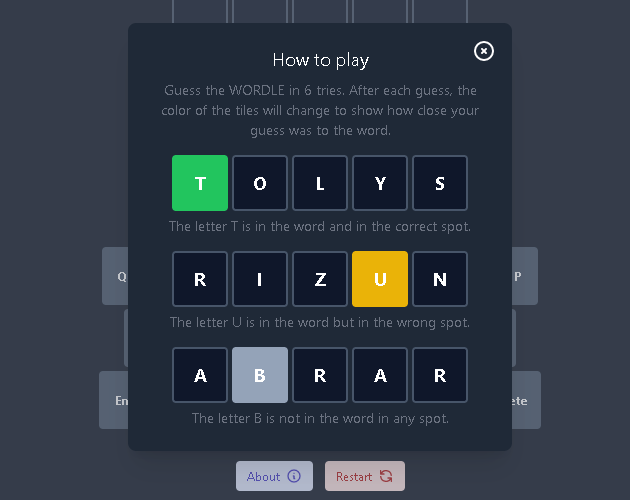 How to play
Guess the WORDLE in 6 tries. After each guess, the
color of the tiles will change to show how close your
guess was to the word.
T O L Y S
The letter T is in the word and in the correct spot.
R I Z U N
The letter U is in the word but in the wrong spot.
Q
P
A B R A R
The letter B is not in the word in any spot.
En
ete
About
Restart